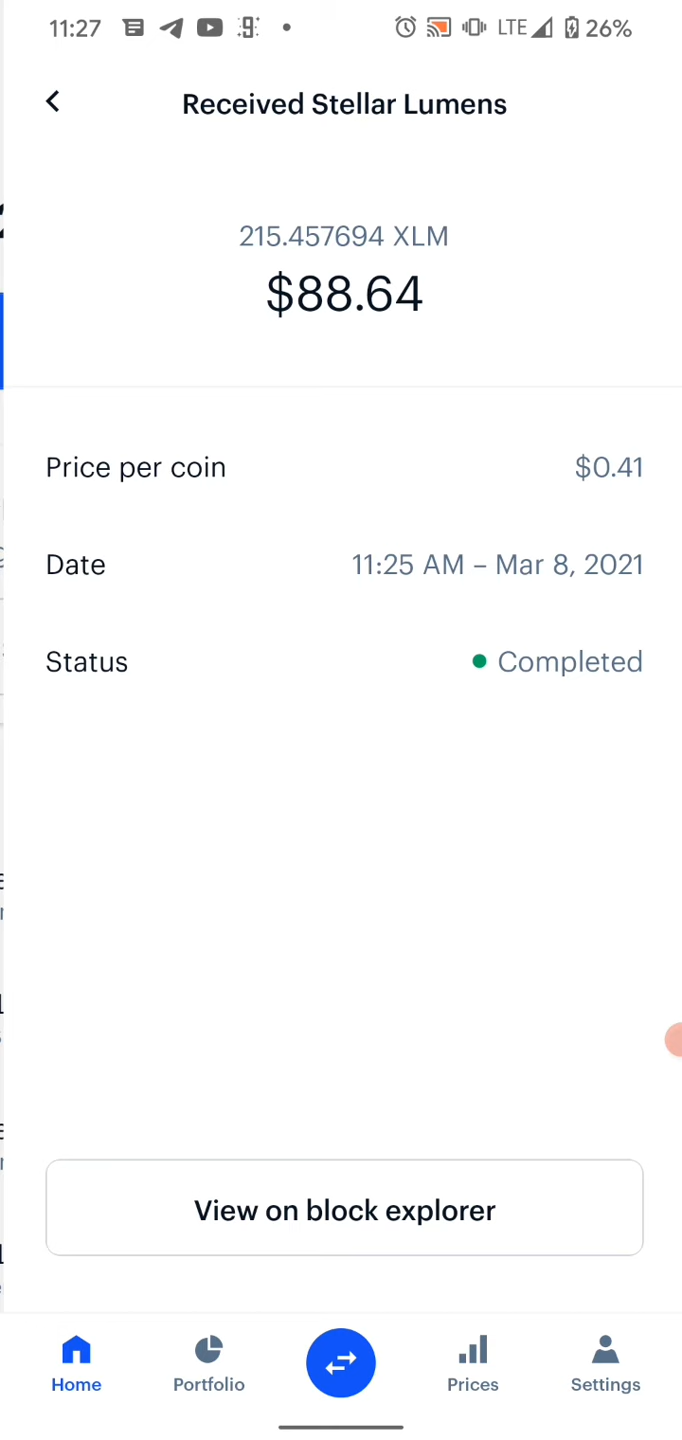 11:27 LTE 26%
Received Stellar Lumens
215.457694 XLM
$88.64
Price per coin $0.41
Date 11:25 AM – Mar 8, 2021
Status Completed
View on block explorer
Home Portfolio Prices Settings